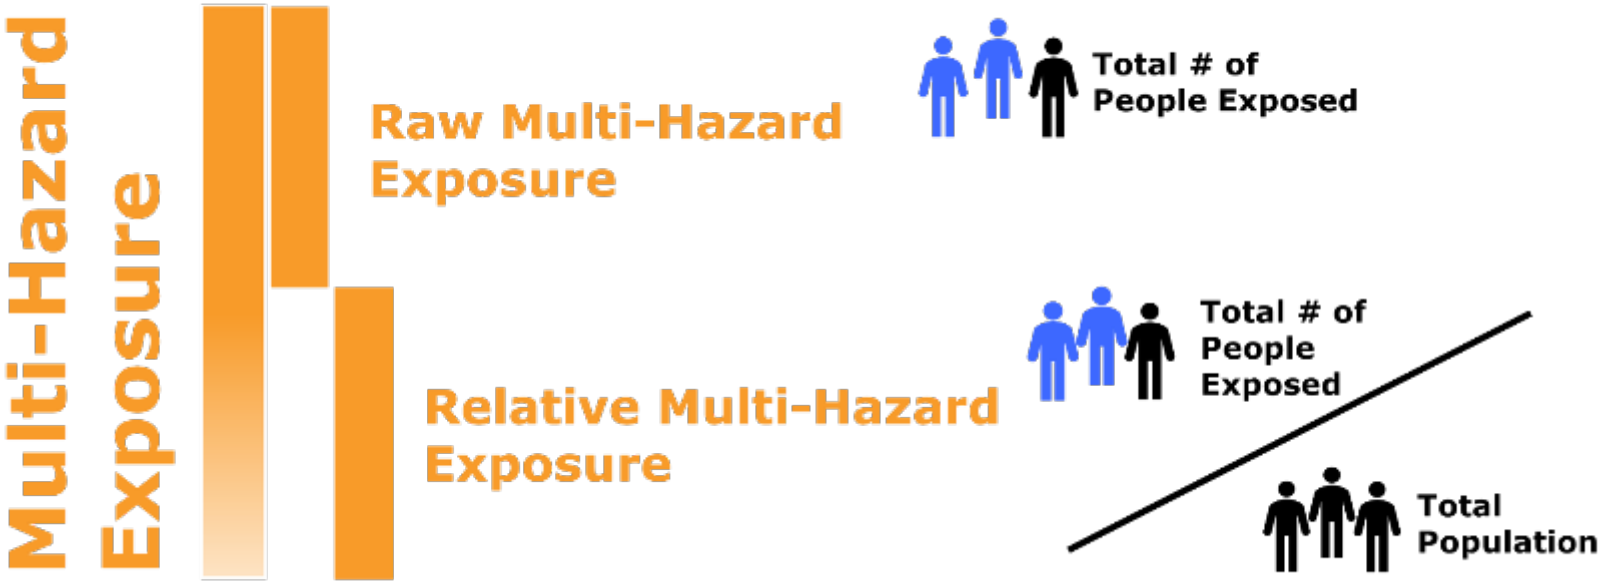 Multi-Hazard
Exposure
Raw Multi-Hazard
Exposure
Total # of
People Exposed
Relative Multi-Hazard
Exposure
Total # of
People
Exposed
Total
Population